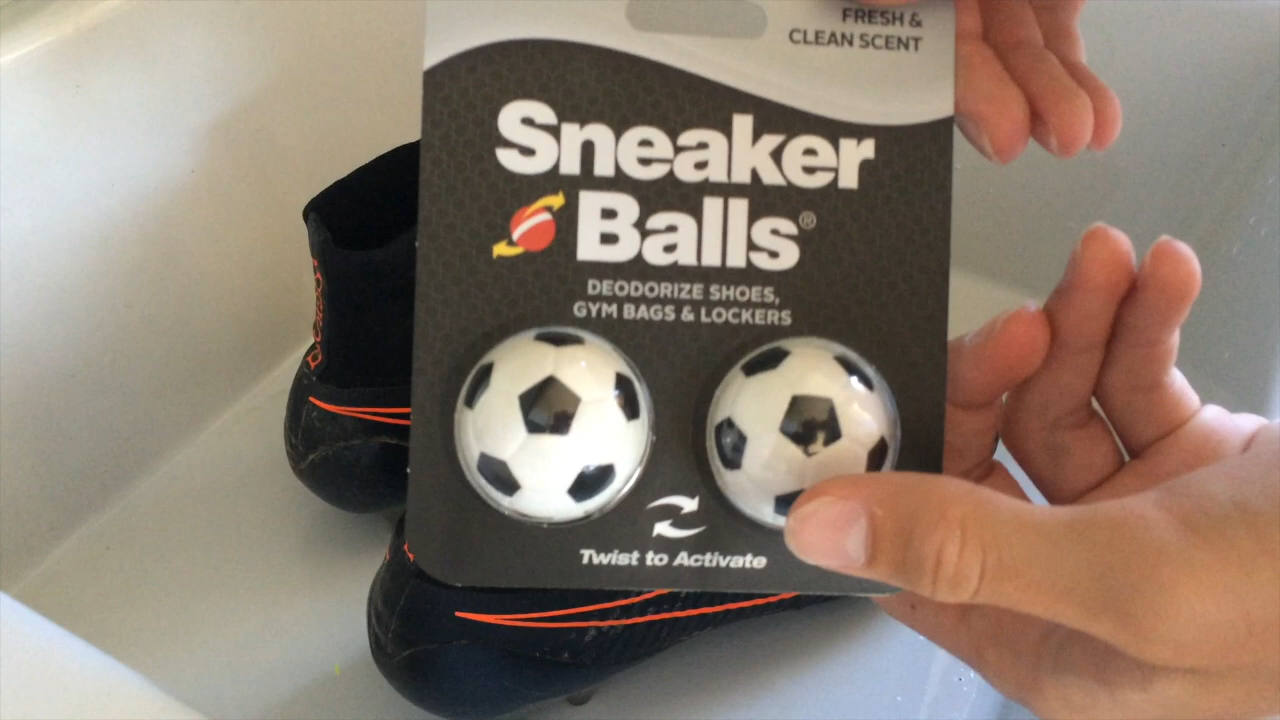 FRESH &
CLEAN SCENT
Sneaker
Balls®
DEODORIZE SHOES,
GYM BAGS & LOCKERS
Twist to Activate